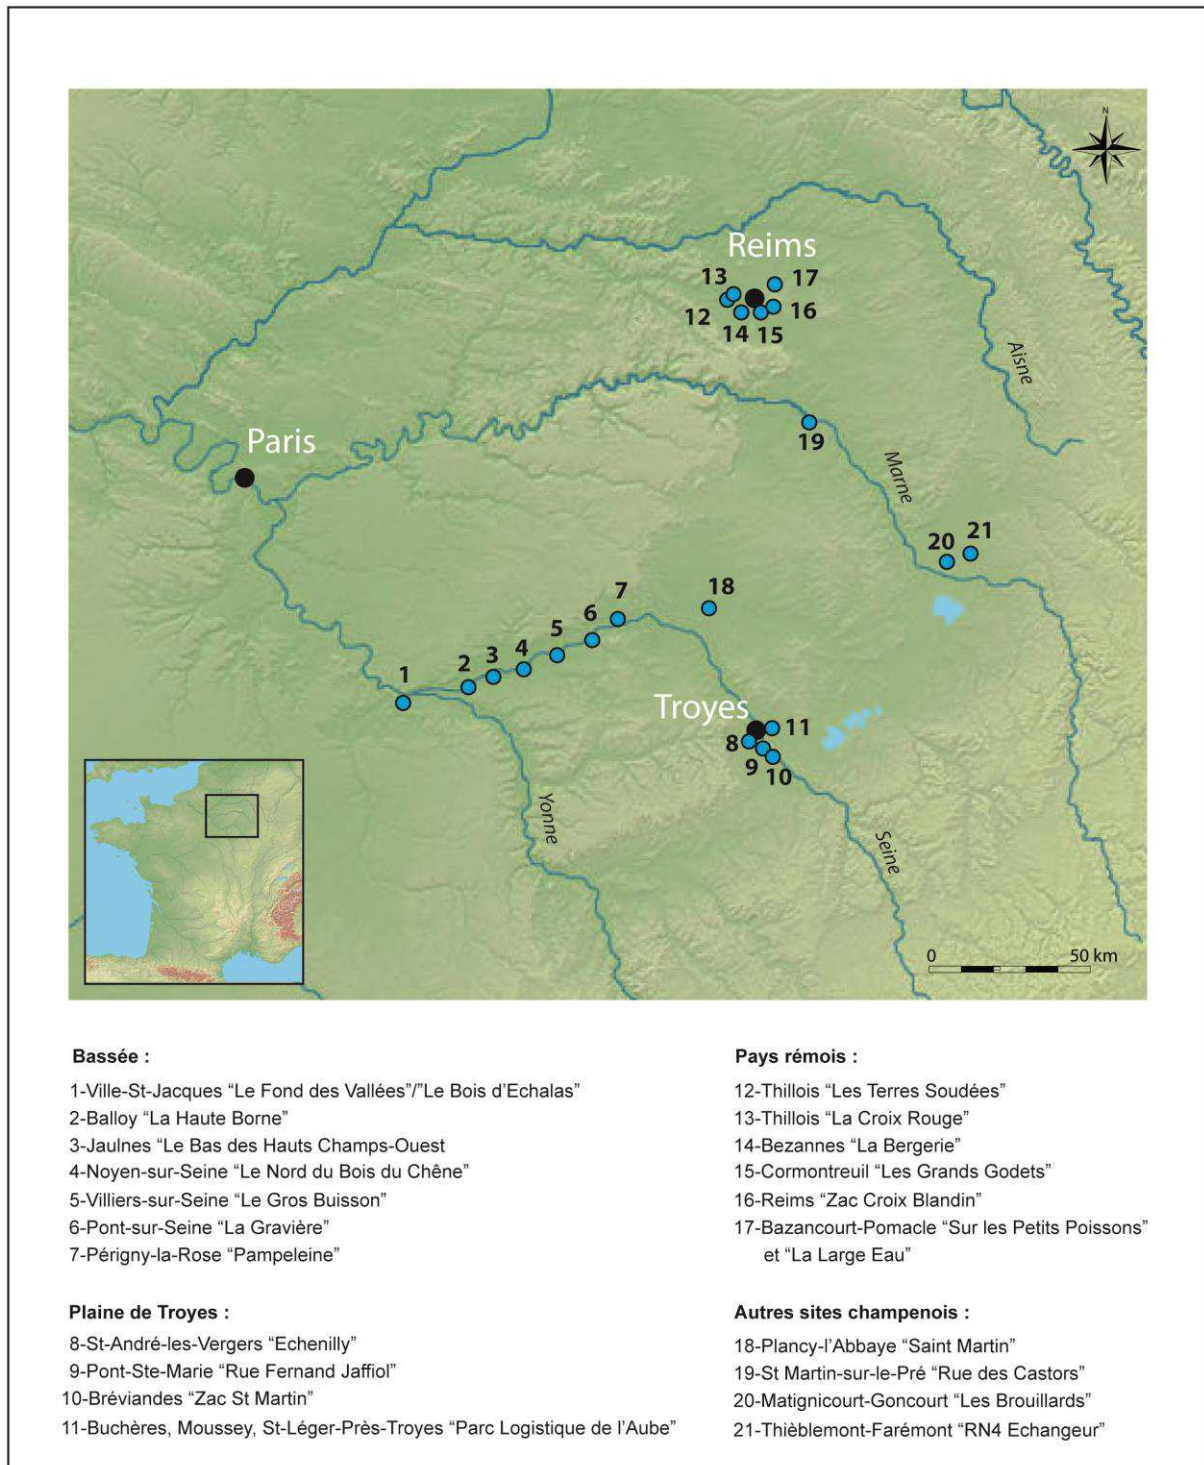 N
Reims
13
17
12
16
14
15
Aisne
19
Paris
Marne
20
21
7
18
6
5
4
3
2
1
Troyes
11
8
9
10
Yonne
Seine
0
50 km
Bassée :
1-Ville-St-Jacques “Le Fond des Vallées”/”Le Bois d’Echalas”
2-Balloy “La Haute Borne”
3-Jaulnes “Le Bas des Hauts Champs-Ouest
4-Noyen-sur-Seine “Le Nord du Bois du Chêne”
5-Villiers-sur-Seine “Le Gros Buisson”
6-Pont-sur-Seine “La Gravière”
7-Périgny-la-Rose “Pampeleine”
Plaine de Troyes :
8-St-André-les-Vergers “Echenilly”
9-Pont-Ste-Marie “Rue Fernand Jaffiol”
10-Bréviandes “Zac St Martin”
11-Buchères, Moussey, St-Léger-Près-Troyes “Parc Logistique de l’Aube”
Pays rémois :
12-Thillois “Les Terres Soudées”
13-Thillois “La Croix Rouge”
14-Bezannes “La Bergerie”
15-Cormontreuil “Les Grands Godets”
16-Reims “Zac Croix Blandin”
17-Bazancourt-Pomacle “Sur les Petits Poissons”
et “La Large Eau”
Autres sites champenois :
18-Plancy-l’Abbaye “Saint Martin”
19-St Martin-sur-le-Pré “Rue des Castors”
20-Matignicourt-Goncourt “Les Brouillards”
21-Thièblemont-Farémont “RN4 Echangeur”